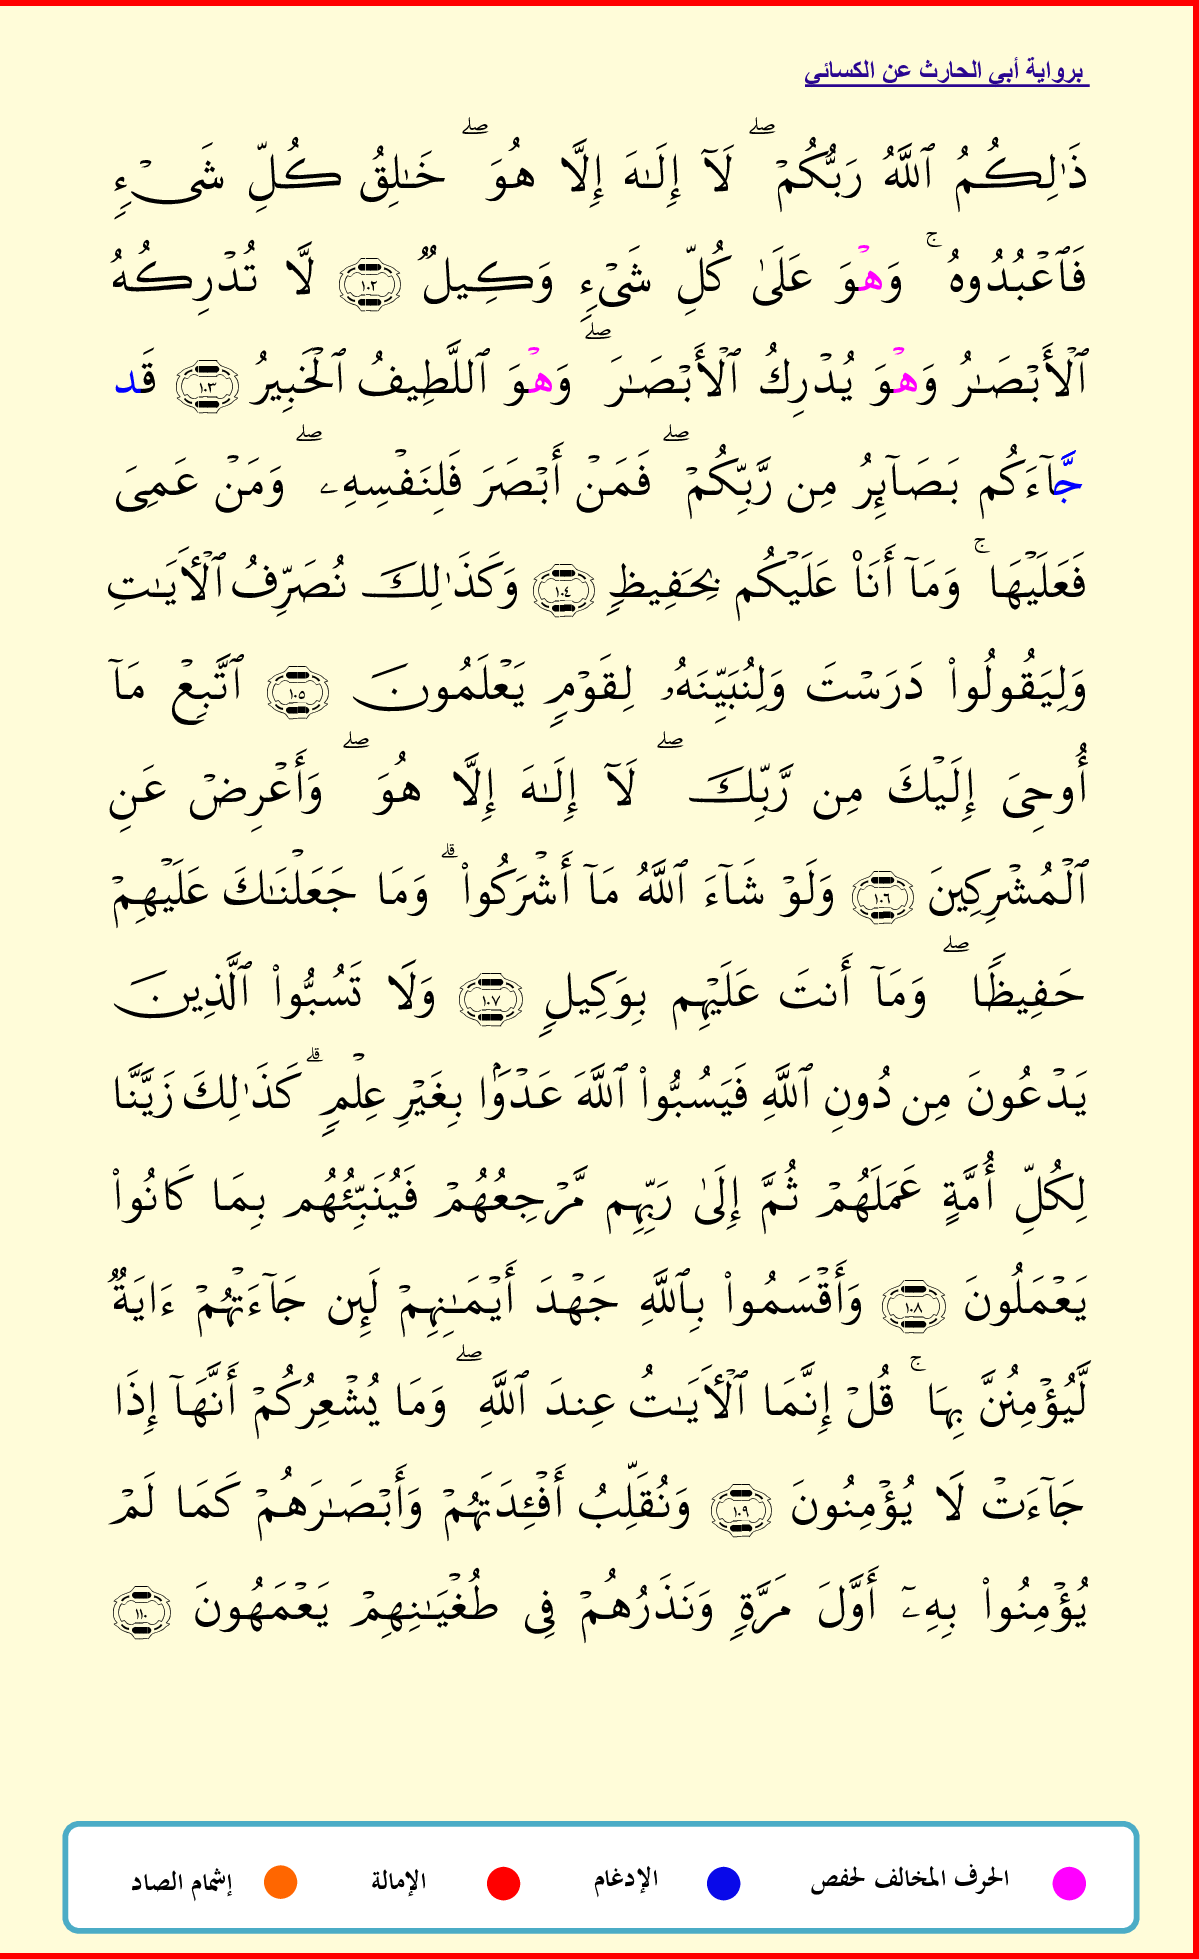 برواية أبي الحارث عن الكسائي
ذَٰلِكُمُ ٱللَّهُ رَبُّكُمۡۖ لَآ إِلَٰهَ إِلَّا هُوَۖ خَٰلِقُ كُلِّ شَيۡءٖ
فَٱعۡبُدُوهُۚ وَهۡوَ عَلَىٰ كُلِّ شَيۡءٖ وَكِيلٞ ١٠٢ لَّا تُدۡرِكُهُ
ٱلۡأَبۡصَٰرُ وَهۡوَ يُدۡرِكُ ٱلۡأَبۡصَٰرَۖ وَهۡوَ ٱللَّطِيفُ ٱلۡخَبِيرُ ١٠٣ قَد
جَّآءَكُم بَصَآئِرُ مِن رَّبِّكُمۡۖ فَمَنۡ أَبۡصَرَ فَلِنَفۡسِهِۦۖ وَمَنۡ عَمِيَ
فَعَلَيۡهَاۚ وَمَآ أَنَا۠ عَلَيۡكُم بِحَفِيظٖ ١٠٤ وَكَذَٰلِكَ نُصَرِّفُ ٱلۡأٓيَٰتِ
وَلِيَقُولُواْ دَرَسۡتَ وَلِنُبَيِّنَهُۥ لِقَوۡمٖ يَعۡلَمُونَ ١٠٥ ٱتَّبِعۡ مَآ
أُوحِيَ إِلَيۡكَ مِن رَّبِّكَۖ لَآ إِلَٰهَ إِلَّا هُوَۖ وَأَعۡرِضۡ عَنِ
ٱلۡمُشۡرِكِينَ ١٠٦ وَلَوۡ شَآءَ ٱللَّهُ مَآ أَشۡرَكُواْۗ وَمَا جَعَلۡنَٰكَ عَلَيۡهِمۡ
حَفِيظٗاۖ وَمَآ أَنتَ عَلَيۡهِم بِوَكِيلٖ ١٠٧ وَلَا تَسُبُّواْ ٱلَّذِينَ
يَدۡعُونَ مِن دُونِ ٱللَّهِ فَيَسُبُّواْ ٱللَّهَ عَدۡوَۢا بِغَيۡرِ عِلۡمٖۗ كَذَٰلِكَ زَيَّنَّا
لِكُلِّ أُمَّةٍ عَمَلَهُمۡ ثُمَّ إِلَىٰ رَبِّهِم مَّرۡجِعُهُمۡ فَيُنَبِّئُهُم بِمَا كَانُواْ
يَعۡمَلُونَ ١٠٨ وَأَقۡسَمُواْ بِٱللَّهِ جَهۡدَ أَيۡمَٰنِهِمۡ لَئِن جَآءَتۡهُمۡ ءَايَةٞ
لَّيُؤۡمِنُنَّ بِهَاۚ قُلۡ إِنَّمَا ٱلۡأٓيَٰتُ عِندَ ٱللَّهِۖ وَمَا يُشۡعِرُكُمۡ أَنَّهَآ إِذَا
جَآءَتۡ لَا يُؤۡمِنُونَ ١٠٩ وَنُقَلِّبُ أَفۡـِٔدَتَهُمۡ وَأَبۡصَٰرَهُمۡ كَمَا لَمۡ
يُؤۡمِنُواْ بِهِۦٓ أَوَّلَ مَرَّةٖ وَنَذَرُهُمۡ فِي طُغۡيَٰنِهِمۡ يَعۡمَهُونَ ١١٠
الحرف المخالف لحفص الإدغام الإمالة إشمام الصاد